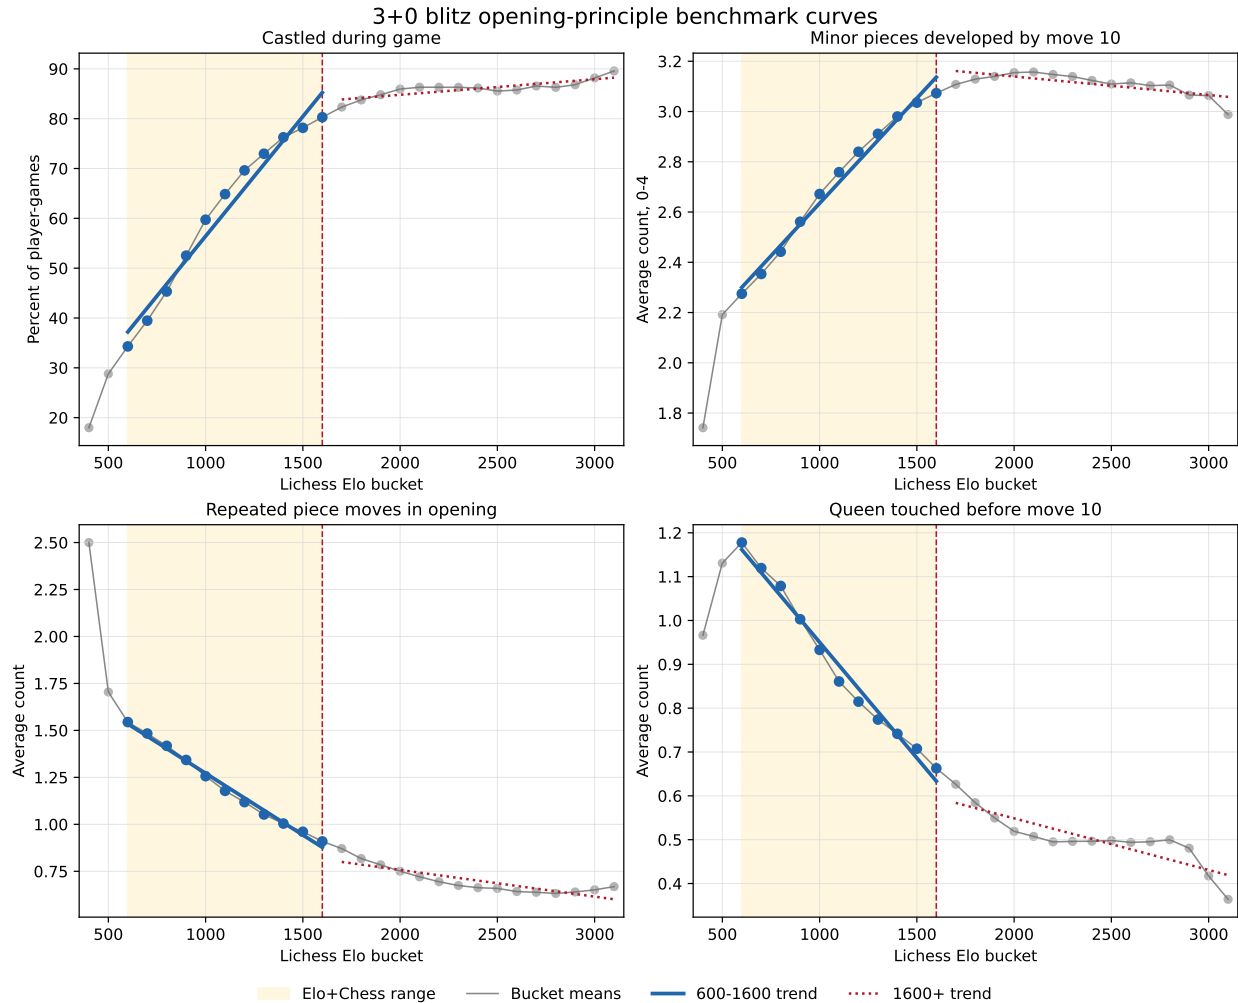 3+0 blitz opening-principle benchmark curves
Castled during game
Percent of player-games
90
80
70
60
50
40
30
20
500 1000 1500 2000 2500 3000
Lichess Elo bucket
Minor pieces developed by move 10
Average count, 0-4
3.2
3.0
2.8
2.6
2.4
2.2
2.0
1.8
500 1000 1500 2000 2500 3000
Lichess Elo bucket
Repeated piece moves in opening
Average count
2.50
2.25
2.00
1.75
1.50
1.25
1.00
0.75
500 1000 1500 2000 2500 3000
Lichess Elo bucket
Queen touched before move 10
Average count
1.2
1.1
1.0
0.9
0.8
0.7
0.6
0.5
0.4
500 1000 1500 2000 2500 3000
Lichess Elo bucket
Elo+Chess range Bucket means 600-1600 trend 1600+ trend